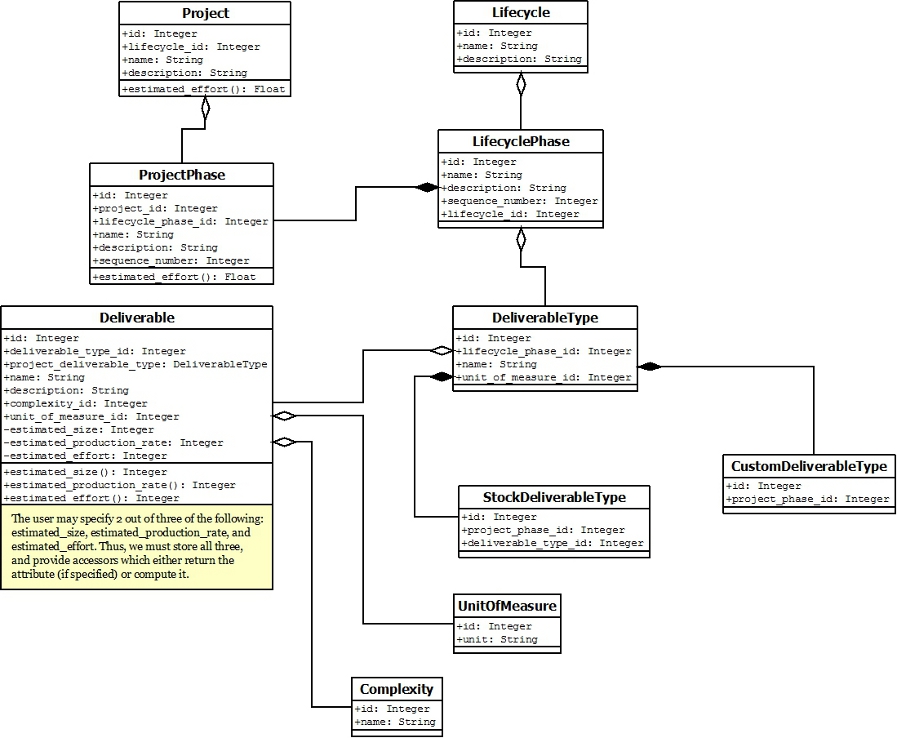 Project
+id: Integer
+lifecycle_id: Integer
+name: String
+description: String
+estimated_effort(): Float
Lifecycle
+id: Integer
+name: String
+description: String
LifecyclePhase
+id: Integer
+name: String
+description: String
+sequence_number: Integer
+lifecycle_id: Integer
ProjectPhase
+id: Integer
+project_id: Integer
+lifecycle_phase_id: Integer
+name: String
+description: String
+sequence_number: Integer
+estimated_effort(): Float
Deliverable
+id: Integer
+deliverable_type_id: Integer
+project_deliverable_type: DeliverableType
+name: String
+description: String
+complexity_id: Integer
+unit_of_measure_id: Integer
-estimated_size: Integer
-estimated_production_rate: Integer
-estimated_effort: Integer
+estimated_size(): Integer
+estimated_production_rate(): Integer
+estimated_effort(): Integer
The user may specify 2 out of three of the following:
estimated_size, estimated_production_rate, and
estimated_effort. Thus, we must store all three,
and provide accessors which either return the
attribute (if specified) or compute it.
DeliverableType
+id: Integer
+lifecycle_phase_id: Integer
+name: String
+unit_of_measure_id: Integer
CustomDeliverableType
+id: Integer
+project_phase_id: Integer
StockDeliverableType
+id: Integer
+project_phase_id: Integer
+deliverable_type_id: Integer
UnitOfMeasure
+id: Integer
+unit: String
Complexity
+id: Integer
+name: String